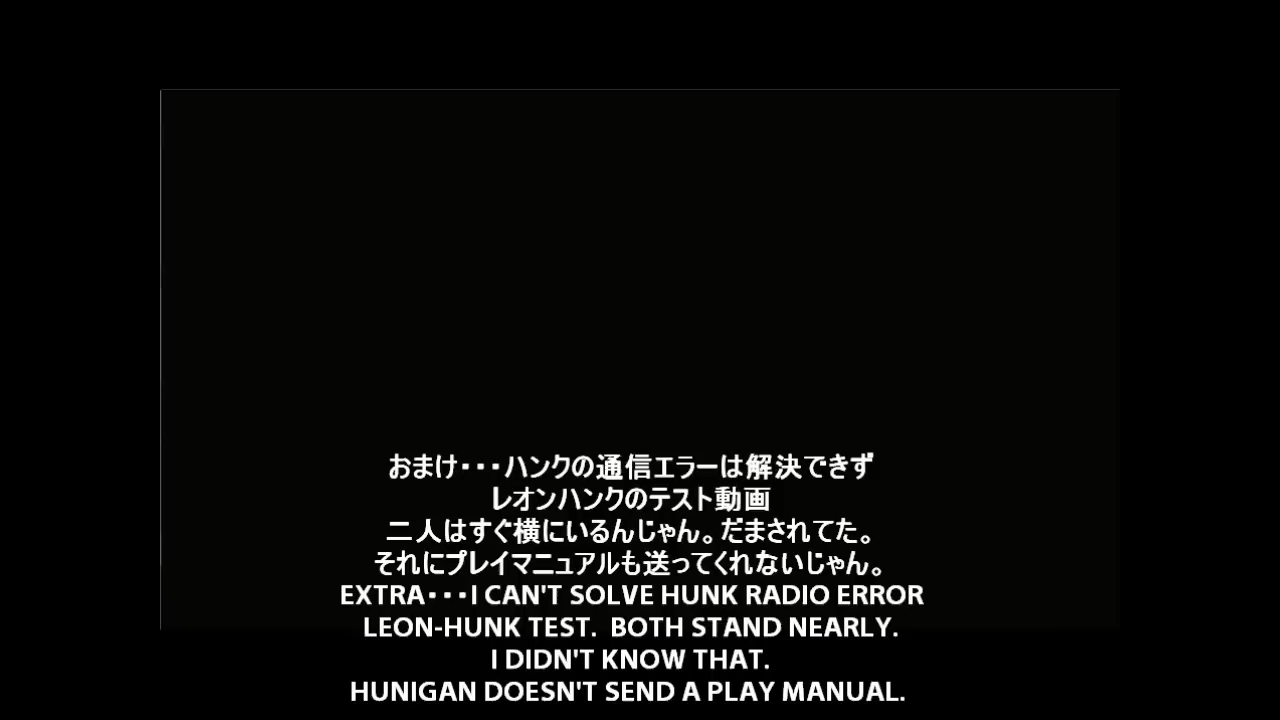 おまけ・・・ハンクの通信エラーは解決できず
レオンハンクのテスト動画
二人はすぐ横にいるんじゃん。だまされてた。
それにプレイマニュアルも送ってくれないじゃん。
EXTRA・・・I CAN'T SOLVE HUNK RADIO ERROR
LEON-HUNK TEST.  BOTH STAND NEARLY.
I DIDN'T KNOW THAT.
HUNIGAN DOESN'T SEND A PLAY MANUAL.